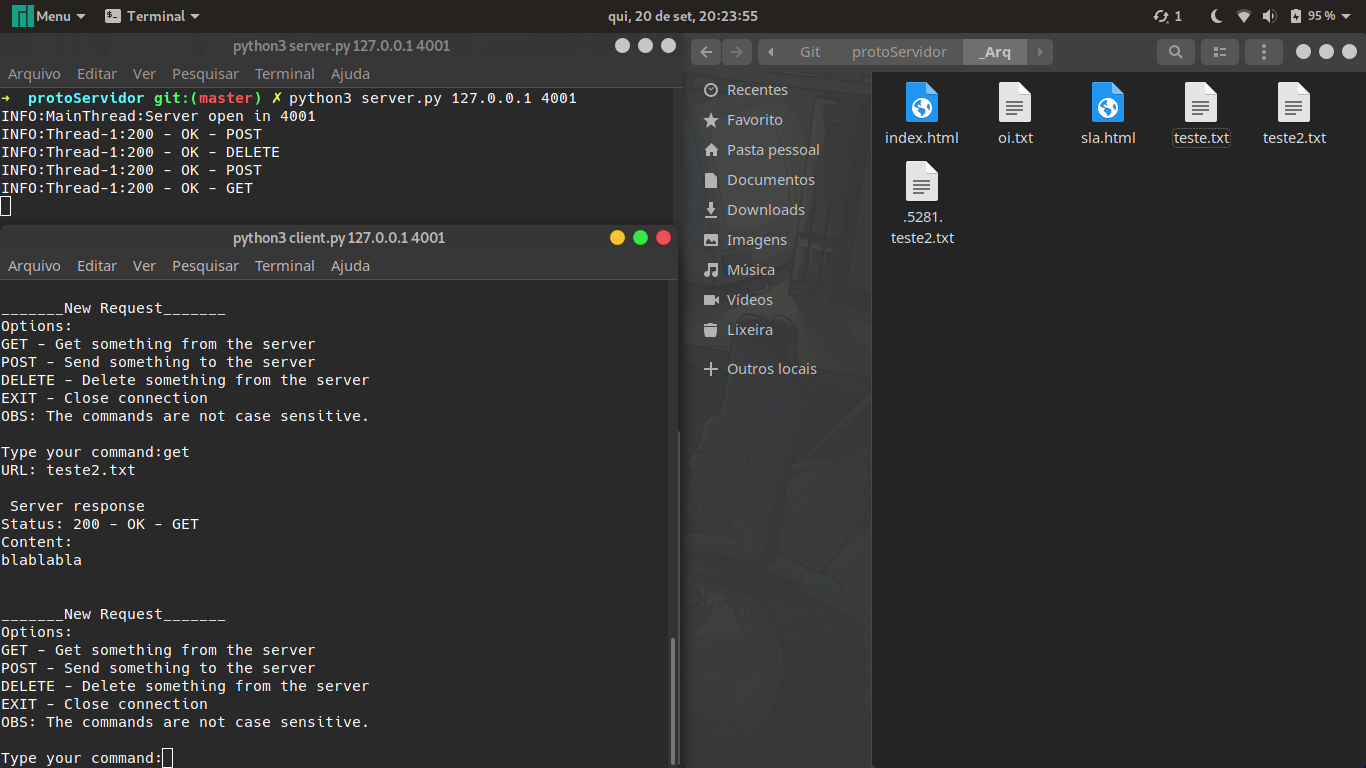 Menu Terminal qui, 20 de set, 20:23:55 1 95 %
python3 server.py 127.0.0.1 4001
Arquivo Editar Ver Pesquisar Terminal Ajuda
➜ protoServidor git:(master) ✗ python3 server.py 127.0.0.1 4001
INFO:MainThread:Server open in 4001
INFO:Thread-1:200 - OK - POST
INFO:Thread-1:200 - OK - DELETE
INFO:Thread-1:200 - OK - POST
INFO:Thread-1:200 - OK - GET
python3 client.py 127.0.0.1 4001
Arquivo Editar Ver Pesquisar Terminal Ajuda
_______New Request_______
Options:
GET - Get something from the server
POST - Send something to the server
DELETE - Delete something from the server
EXIT - Close connection
OBS: The commands are not case sensitive.
Type your command:get
URL: teste2.txt
Server response
Status: 200 - OK - GET
Content:
blablabla
_______New Request_______
Options:
GET - Get something from the server
POST - Send something to the server
DELETE - Delete something from the server
EXIT - Close connection
OBS: The commands are not case sensitive.
Type your command:
Git protoServidor _Arq
Recentes
Favorito
Pasta pessoal
Documentos
Downloads
Imagens
Música
Vídeos
Lixeira
Outros locais
index.html oi.txt sla.html teste.txt teste2.txt
.5281.
teste2.txt